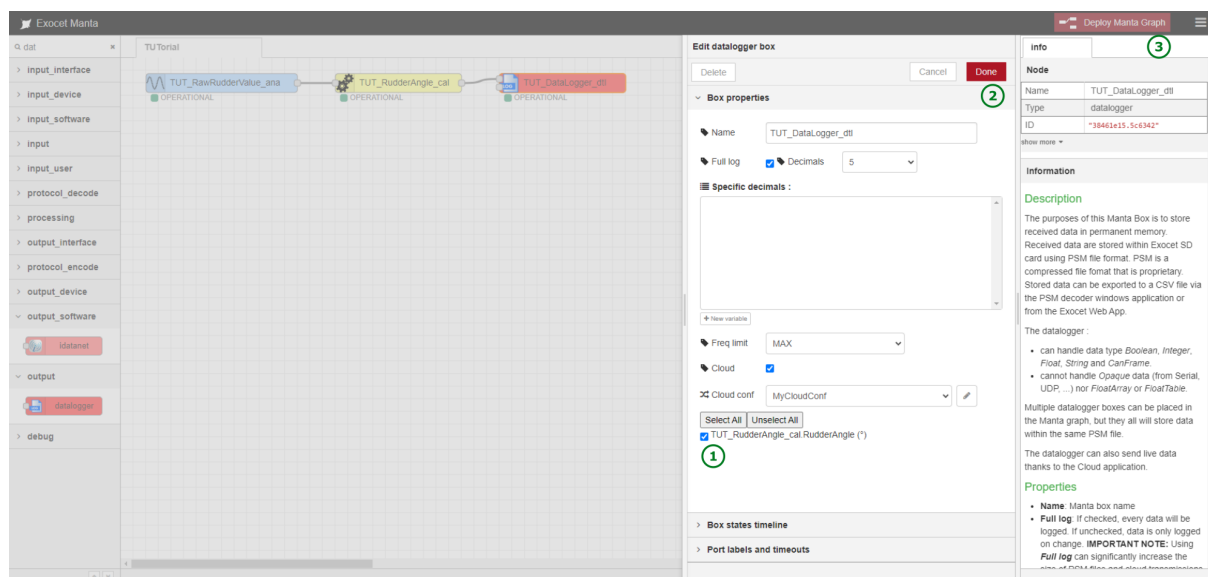 Exocet Manta
Deploy Manta Graph
dat
input_interface
input_device
input_software
input
input_user
protocol_decode
processing
output_interface
protocol_encode
output_device
output_software
ldatanet
output
datalogger
debug
TUTorial
TUT_RawRudderValue_ana
OPERATIONAL
TUT_RudderAngle_cal
OPERATIONAL
TUT_DataLogger_dtl
OPERATIONAL
Edit datalogger box
Delete
Cancel
Done
2
Box properties
Name
TUT_DataLogger_dtl
Full log
Decimals
5
Specific decimals :
+ New variable
Freq limit
MAX
Cloud
Cloud conf
MyCloudConf
Select All
Unselect All
TUT_RudderAngle_cal.RudderAngle (°)
1
Box states timeline
Port labels and timeouts
info
3
Node
Name
TUT_DataLogger_dtl
Type
datalogger
ID
"38461e15.5c6342"
show more
Information
Description
The purposes of this Manta Box is to store
received data in permanent memory.
Received data are stored within Exocet SD
card using PSM file format. PSM is a
compressed file fomat that is proprietary.
Stored data can be exported to a CSV file via
the PSM decoder windows application or
from the Exocet Web App.
The datalogger :
• can handle data type Boolean, Integer,
Float, String and CanFrame.
• cannot handle Opaque data (from Serial,
UDP, ...) nor FloatArray or FloatTable.
Multiple datalogger boxes can be placed in
the Manta graph, but they all will store data
within the same PSM file.
The datalogger can also send live data
thanks to the Cloud application.
Properties
• Name: Manta box name
• Full log: If checked, every data will be
logged. If unchecked, data is only logged
on change. IMPORTANT NOTE: Using
Full log can significantly increase the
size of PSM files and cloud transmissions